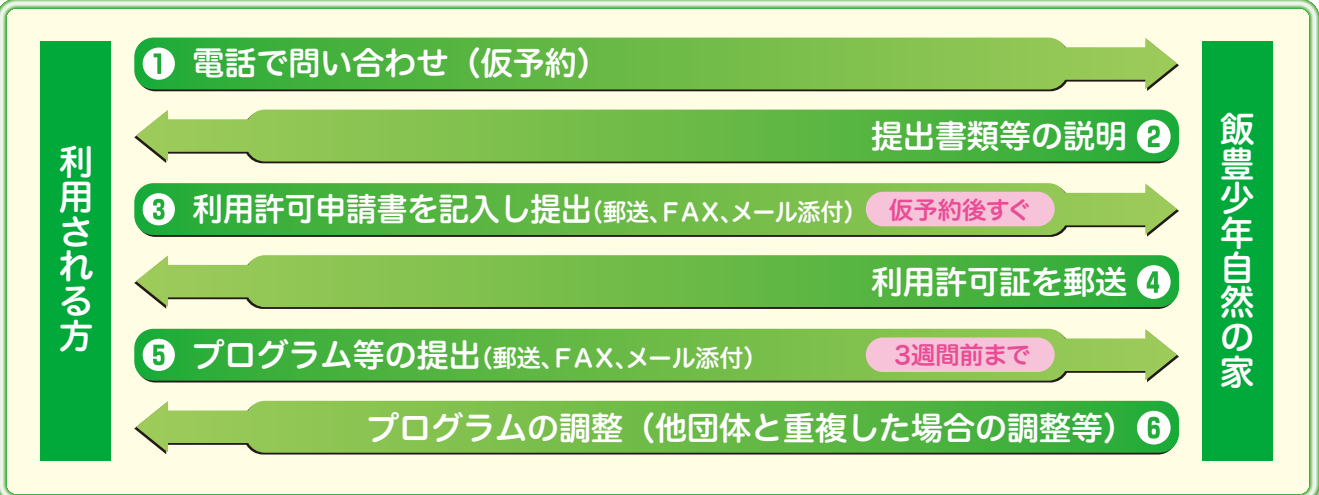 利用される方
❶ 電話で問い合わせ（仮予約）
提出書類等の説明 ❷
❸ 利用許可申請書を記入し提出（郵送、FAX、メール添付） 仮予約後すぐ
利用許可証を郵送 ❹
❺ プログラム等の提出（郵送、FAX、メール添付） 3週間前まで
プログラムの調整（他団体と重複した場合の調整等） ❻
飯豊少年自然の家